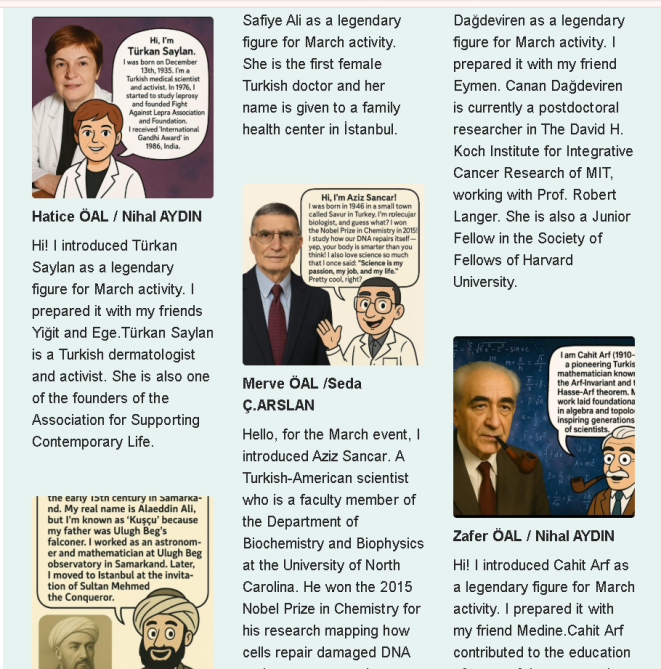 Hi, I'm
Türkan Saylan.
I was born on December
13th, 1935. I'm a
Turkish medical scientist
and activist. In 1976, I
started to study leprosy
and founded Fight
Against Lepra Association
and Foundation.
I received 'International
Gandhi Award' in
1986, India.
Hatice ÖAL / Nihal AYDIN
Hi! I introduced Türkan
Saylan as a legendary
figure for March activity. I
prepared it with my friends
Yiğit and Ege.Türkan Saylan
is a Turkish dermatologist
and activist. She is also one
of the founders of the
Association for Supporting
Contemporary Life.
the early 15th century in Samarka-
nd. My real name is Alaeddin Ali,
but I'm known as 'Kuşçu' because
my father was Ulugh Beg's
falconer. I worked as an astronom-
er and mathematician at Ulugh Beg
observatory in Samarkand. Later,
I moved to Istanbul at the invita-
tion of Sultan Mehmed
the Conqueror.
Safiye Ali as a legendary
figure for March activity.
She is the first female
Turkish doctor and her
name is given to a family
health center in İstanbul.
Hi, I'm Aziz Sancar!
I was born in 1946 in a small town
called Savur in Turkey. I'm molecular
biologist, and guess what? I won
the Nobel Prize in Chemistry in 2015!
I study how our DNA repairs itself—
yep, your body is smarter than you
think! I also love science so much
that I once said: "Science is my
passion, my job, and my life."
Pretty cool, right?
Merve ÖAL /Seda
Ç.ARSLAN
Hello, for the March event, I
introduced Aziz Sancar. A
Turkish-American scientist
who is a faculty member of
the Department of
Biochemistry and Biophysics
at the University of North
Carolina. He won the 2015
Nobel Prize in Chemistry for
his research mapping how
cells repair damaged DNA
Dağdeviren as a legendary
figure for March activity. I
prepared it with my friend
Eymen. Canan Dağdeviren
is currently a postdoctoral
researcher in The David H.
Koch Institute for Integrative
Cancer Research of MIT,
working with Prof. Robert
Langer. She is also a Junior
Fellow in the Society of
Fellows of Harvard
University.
I am Cahit Arf (1910-
a pioneering Turkis
mathematician known
the Arf-Invariant and t
Hasse-Arf theorem. M
work laid foundationa
in algebra and topolo
inspiring generations
of scientists.
Zafer ÖAL / Nihal AYDIN
Hi! I introduced Cahit Arf as
a legendary figure for March
activity. I prepared it with
my friend Medine.Cahit Arf
contributed to the education